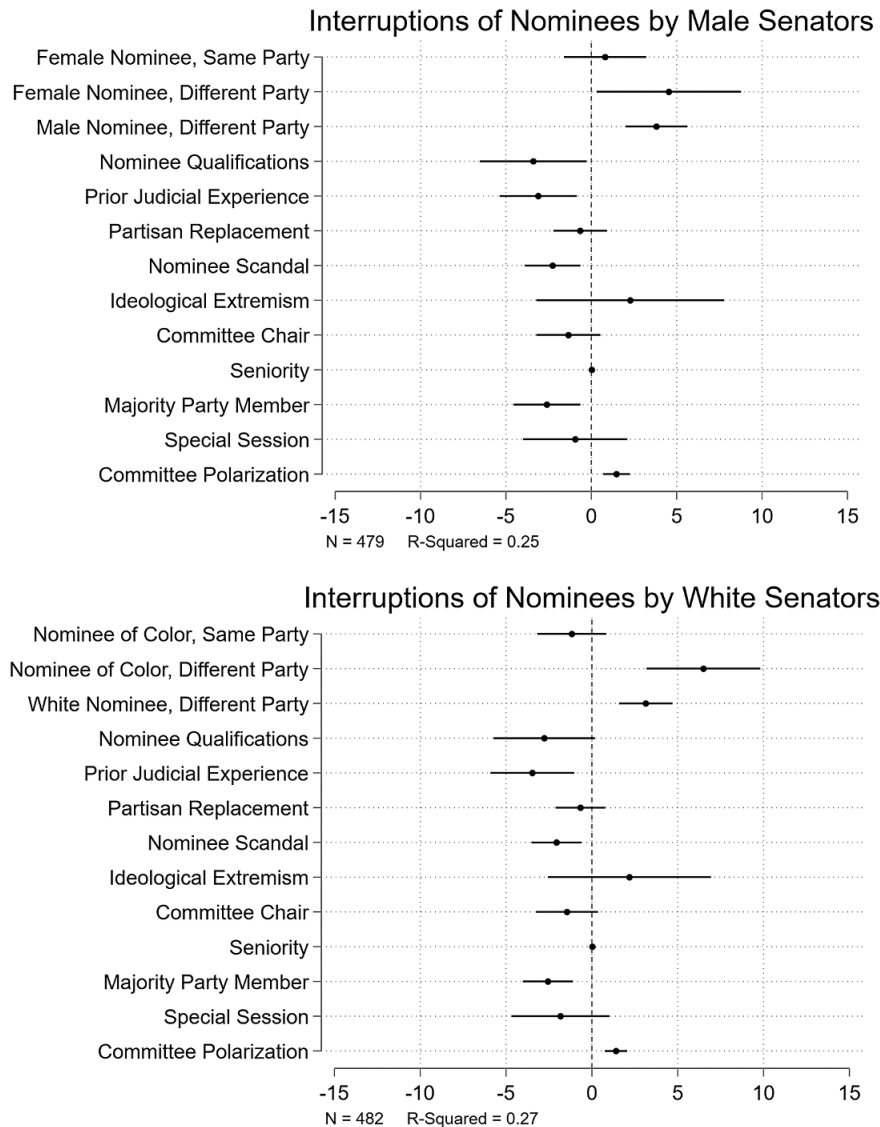 Interruptions of Nominees by Male Senators
Female Nominee, Same Party
Female Nominee, Different Party
Male Nominee, Different Party
Nominee Qualifications
Prior Judicial Experience
Partisan Replacement
Nominee Scandal
Ideological Extremism
Committee Chair
Seniority
Majority Party Member
Special Session
Committee Polarization
-15 -10 -5 0 5 10 15
N = 479 R-Squared = 0.25
Interruptions of Nominees by White Senators
Nominee of Color, Same Party
Nominee of Color, Different Party
White Nominee, Different Party
Nominee Qualifications
Prior Judicial Experience
Partisan Replacement
Nominee Scandal
Ideological Extremism
Committee Chair
Seniority
Majority Party Member
Special Session
Committee Polarization
-15 -10 -5 0 5 10 15
N = 482 R-Squared = 0.27